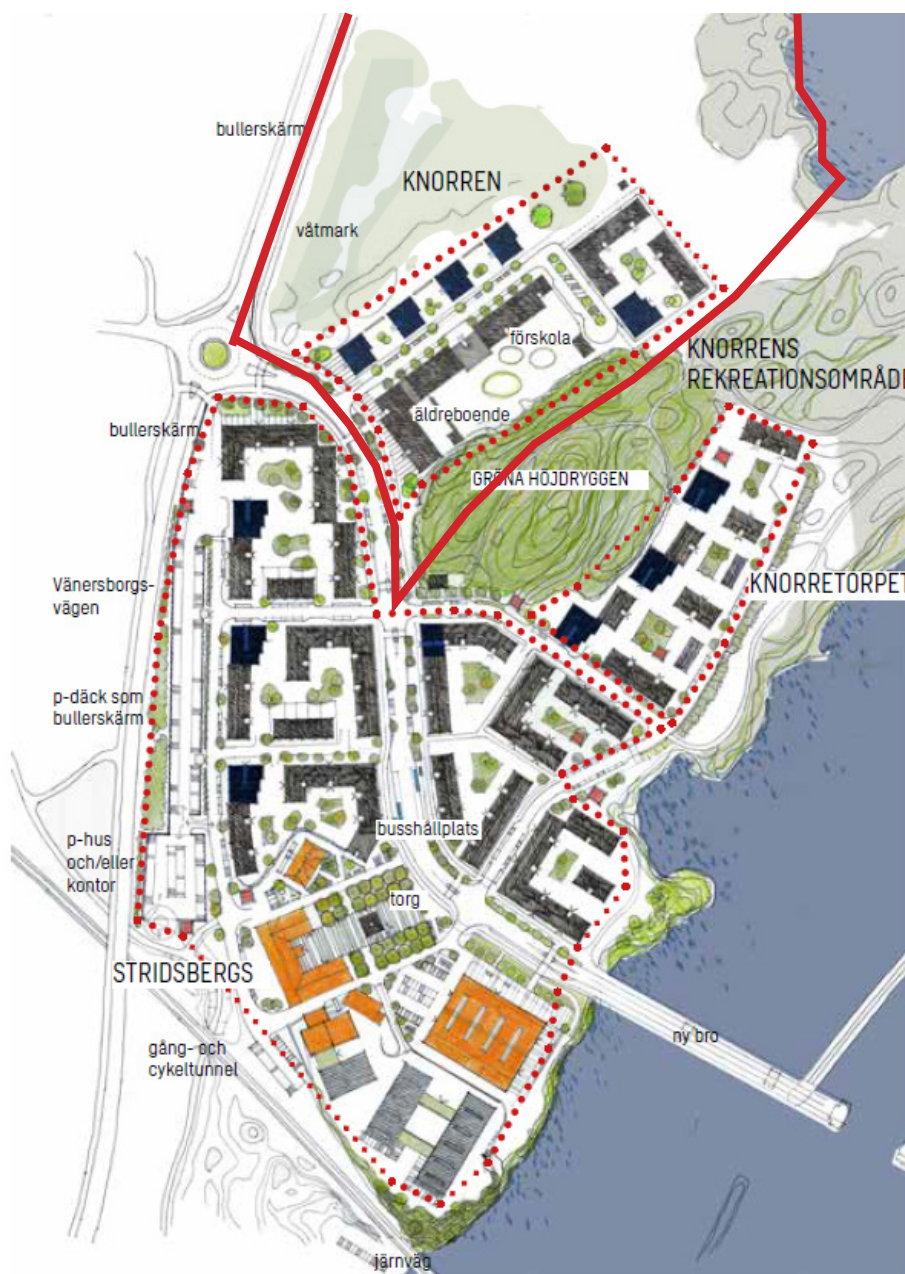 bullerskärm
KNORREN
våtmark
förskola
KNORRENS
REKREATIONSOMRÅDE
äldreboende
bullerskärm
GRÖNA HÖJDRYGGEN
Vänersborgs-
vägen
KNORRETORPET
p-däck som
bullerskärm
busshållplats
p-hus
och/eller
kontor
torg
STRIDSBERGS
ny bro
gång- och
cykeltunnel
järnväg